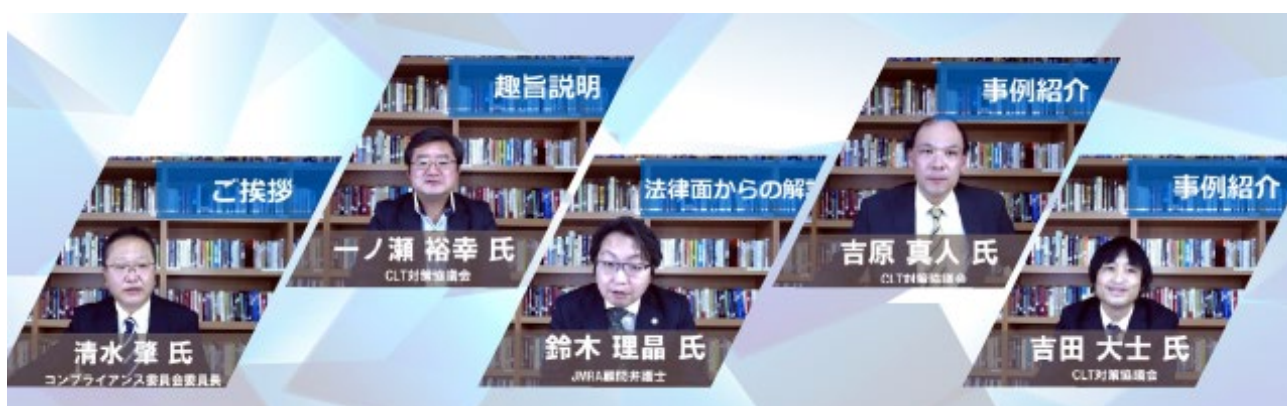 ご挨拶
清水 肇 氏
コンプライアンス委員会委員長
趣旨説明
一ノ瀬 裕幸 氏
CLT対策協議会
法律面からの解
鈴木 理晶 氏
JMRA顧問弁護士
事例紹介
吉原 真人 氏
CLT対策協議会
事例紹介
吉田 大士 氏
CLT対策協議会